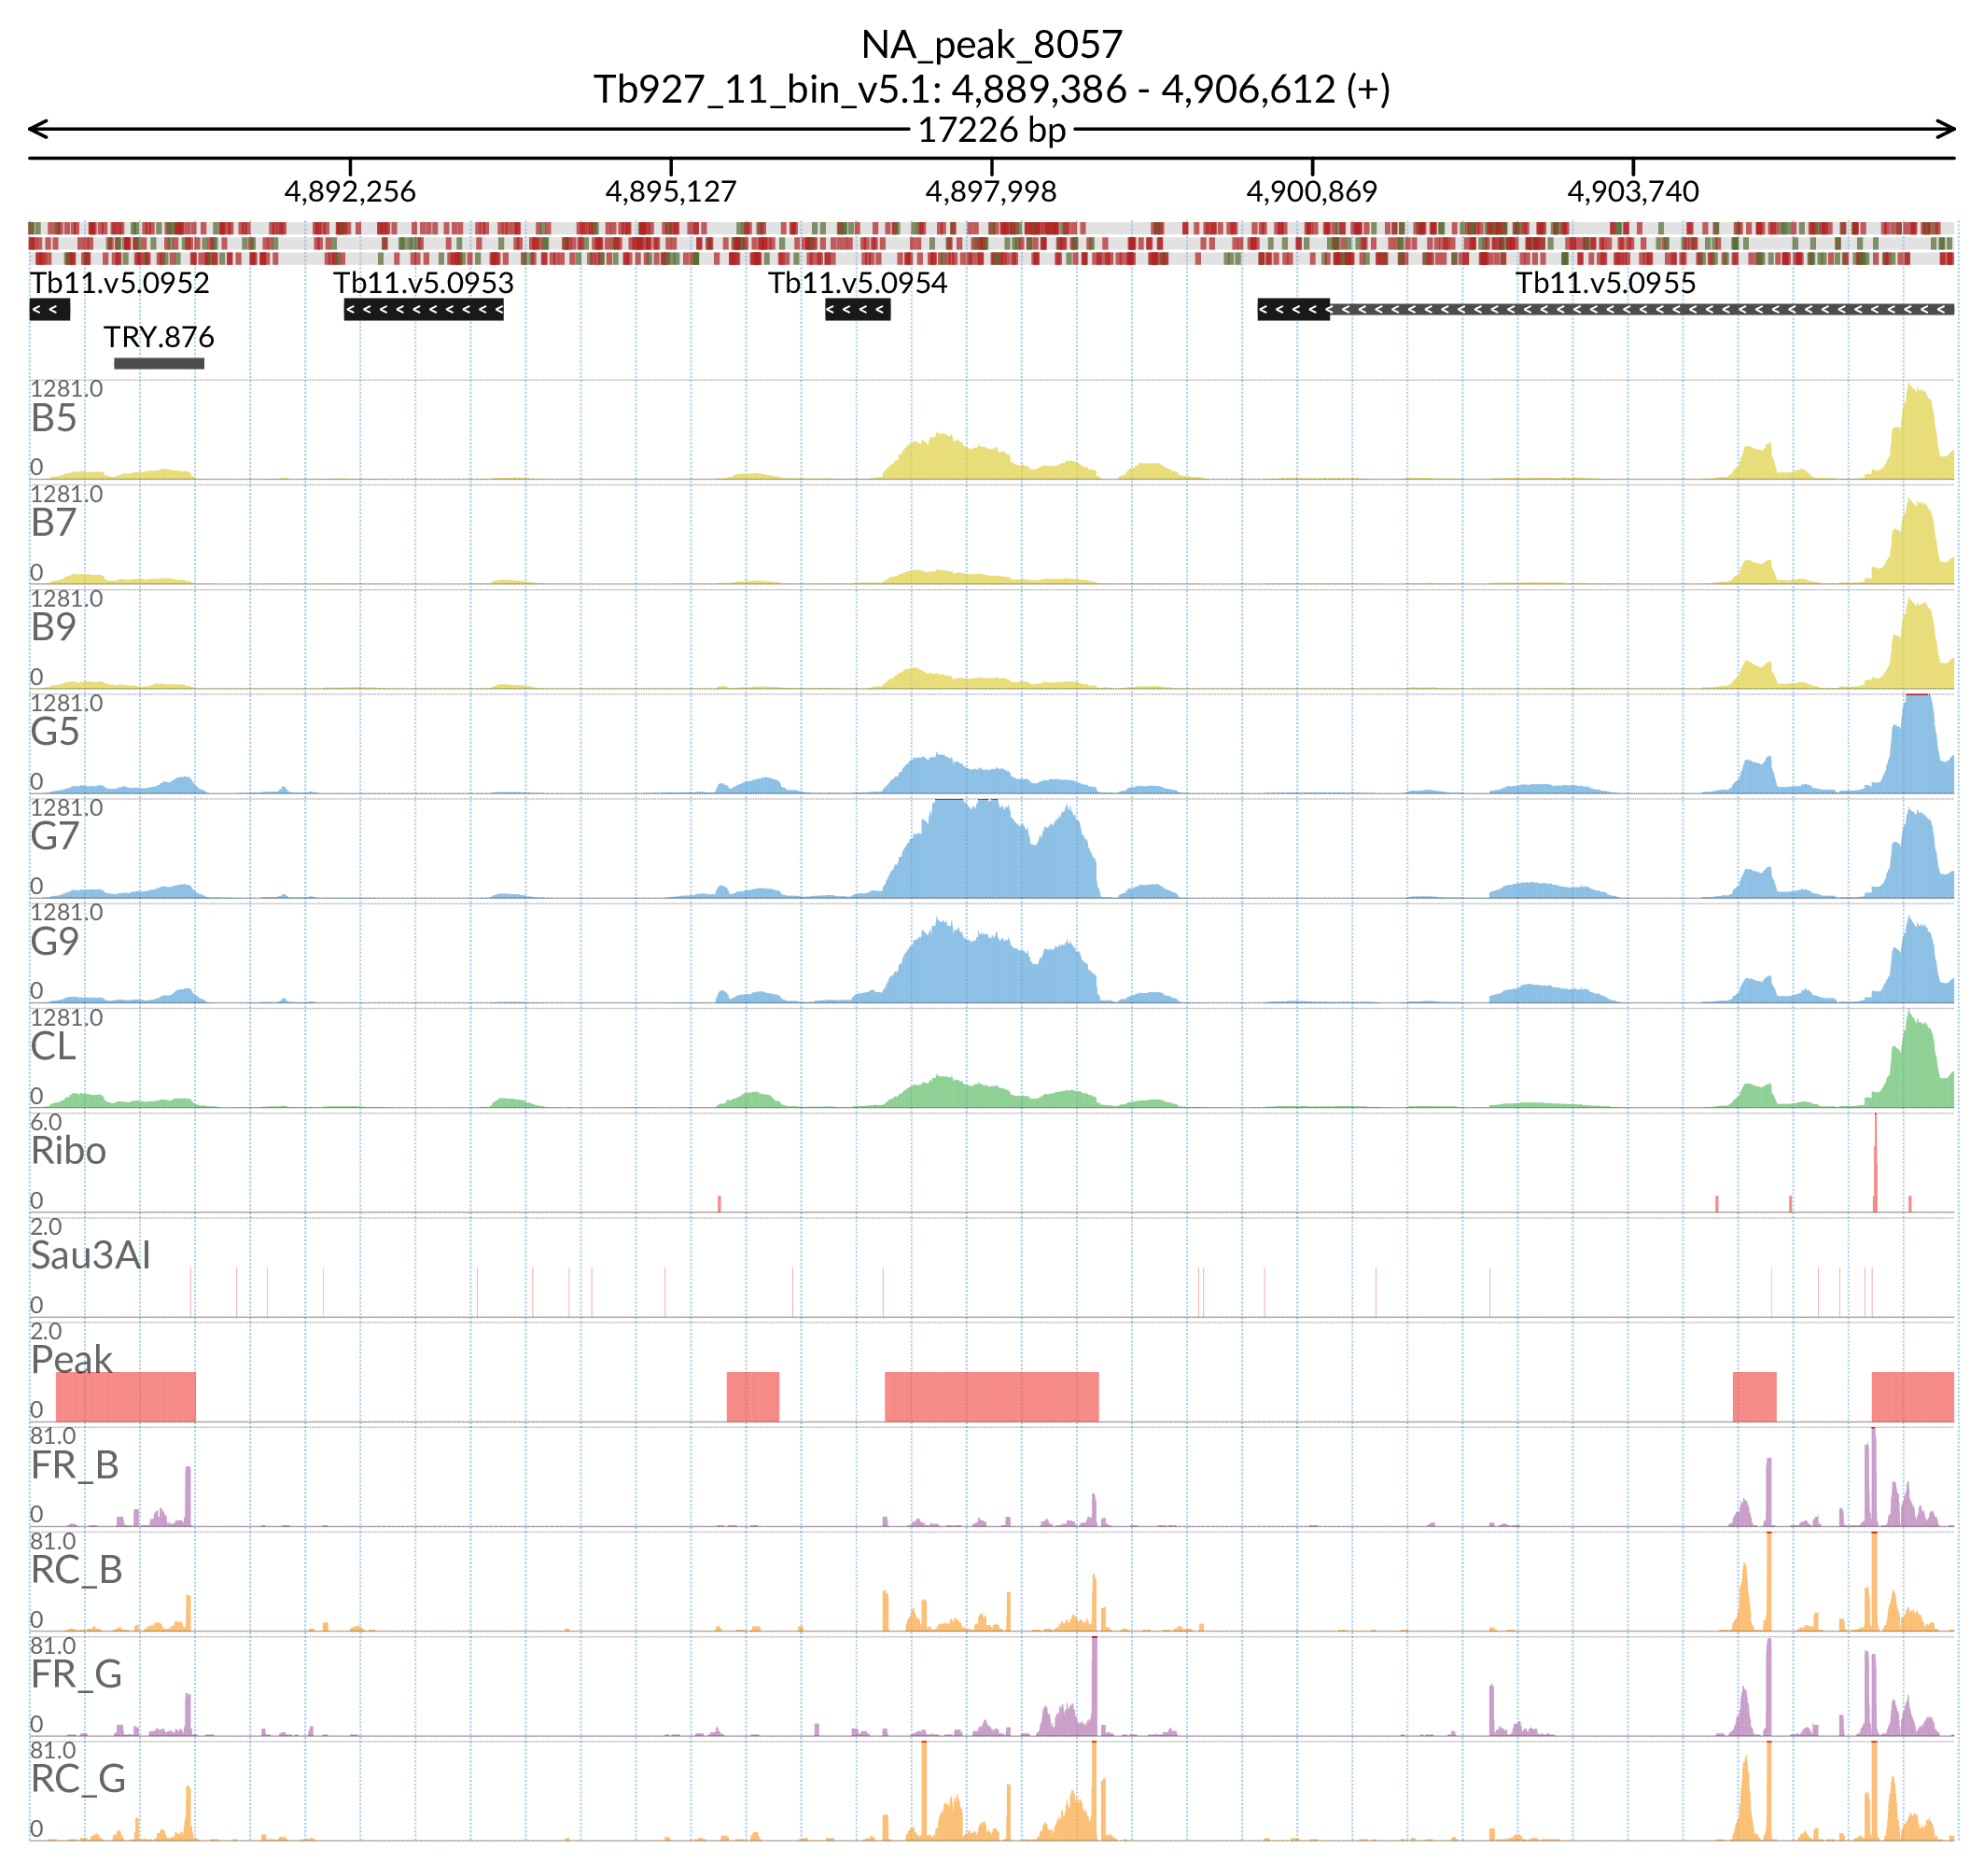 NA_peak_8057
Tb927_11_bin_v5.1: 4,889,386 - 4,906,612 (+)
17226 bp
4,892,256 4,895,127 4,897,998 4,900,869 4,903,740
Tb11.v5.0952 Tb11.v5.0953 Tb11.v5.0954 Tb11.v5.0955
TRY.876
1281.0
B5
0
1281.0
B7
0
1281.0
B9
0
1281.0
G5
0
1281.0
G7
0
1281.0
G9
0
1281.0
CL
0
6.0
Ribo
0
2.0
Sau3AI
0
2.0
Peak
0
81.0
FR_B
0
81.0
RC_B
0
81.0
FR_G
0
81.0
RC_G
0